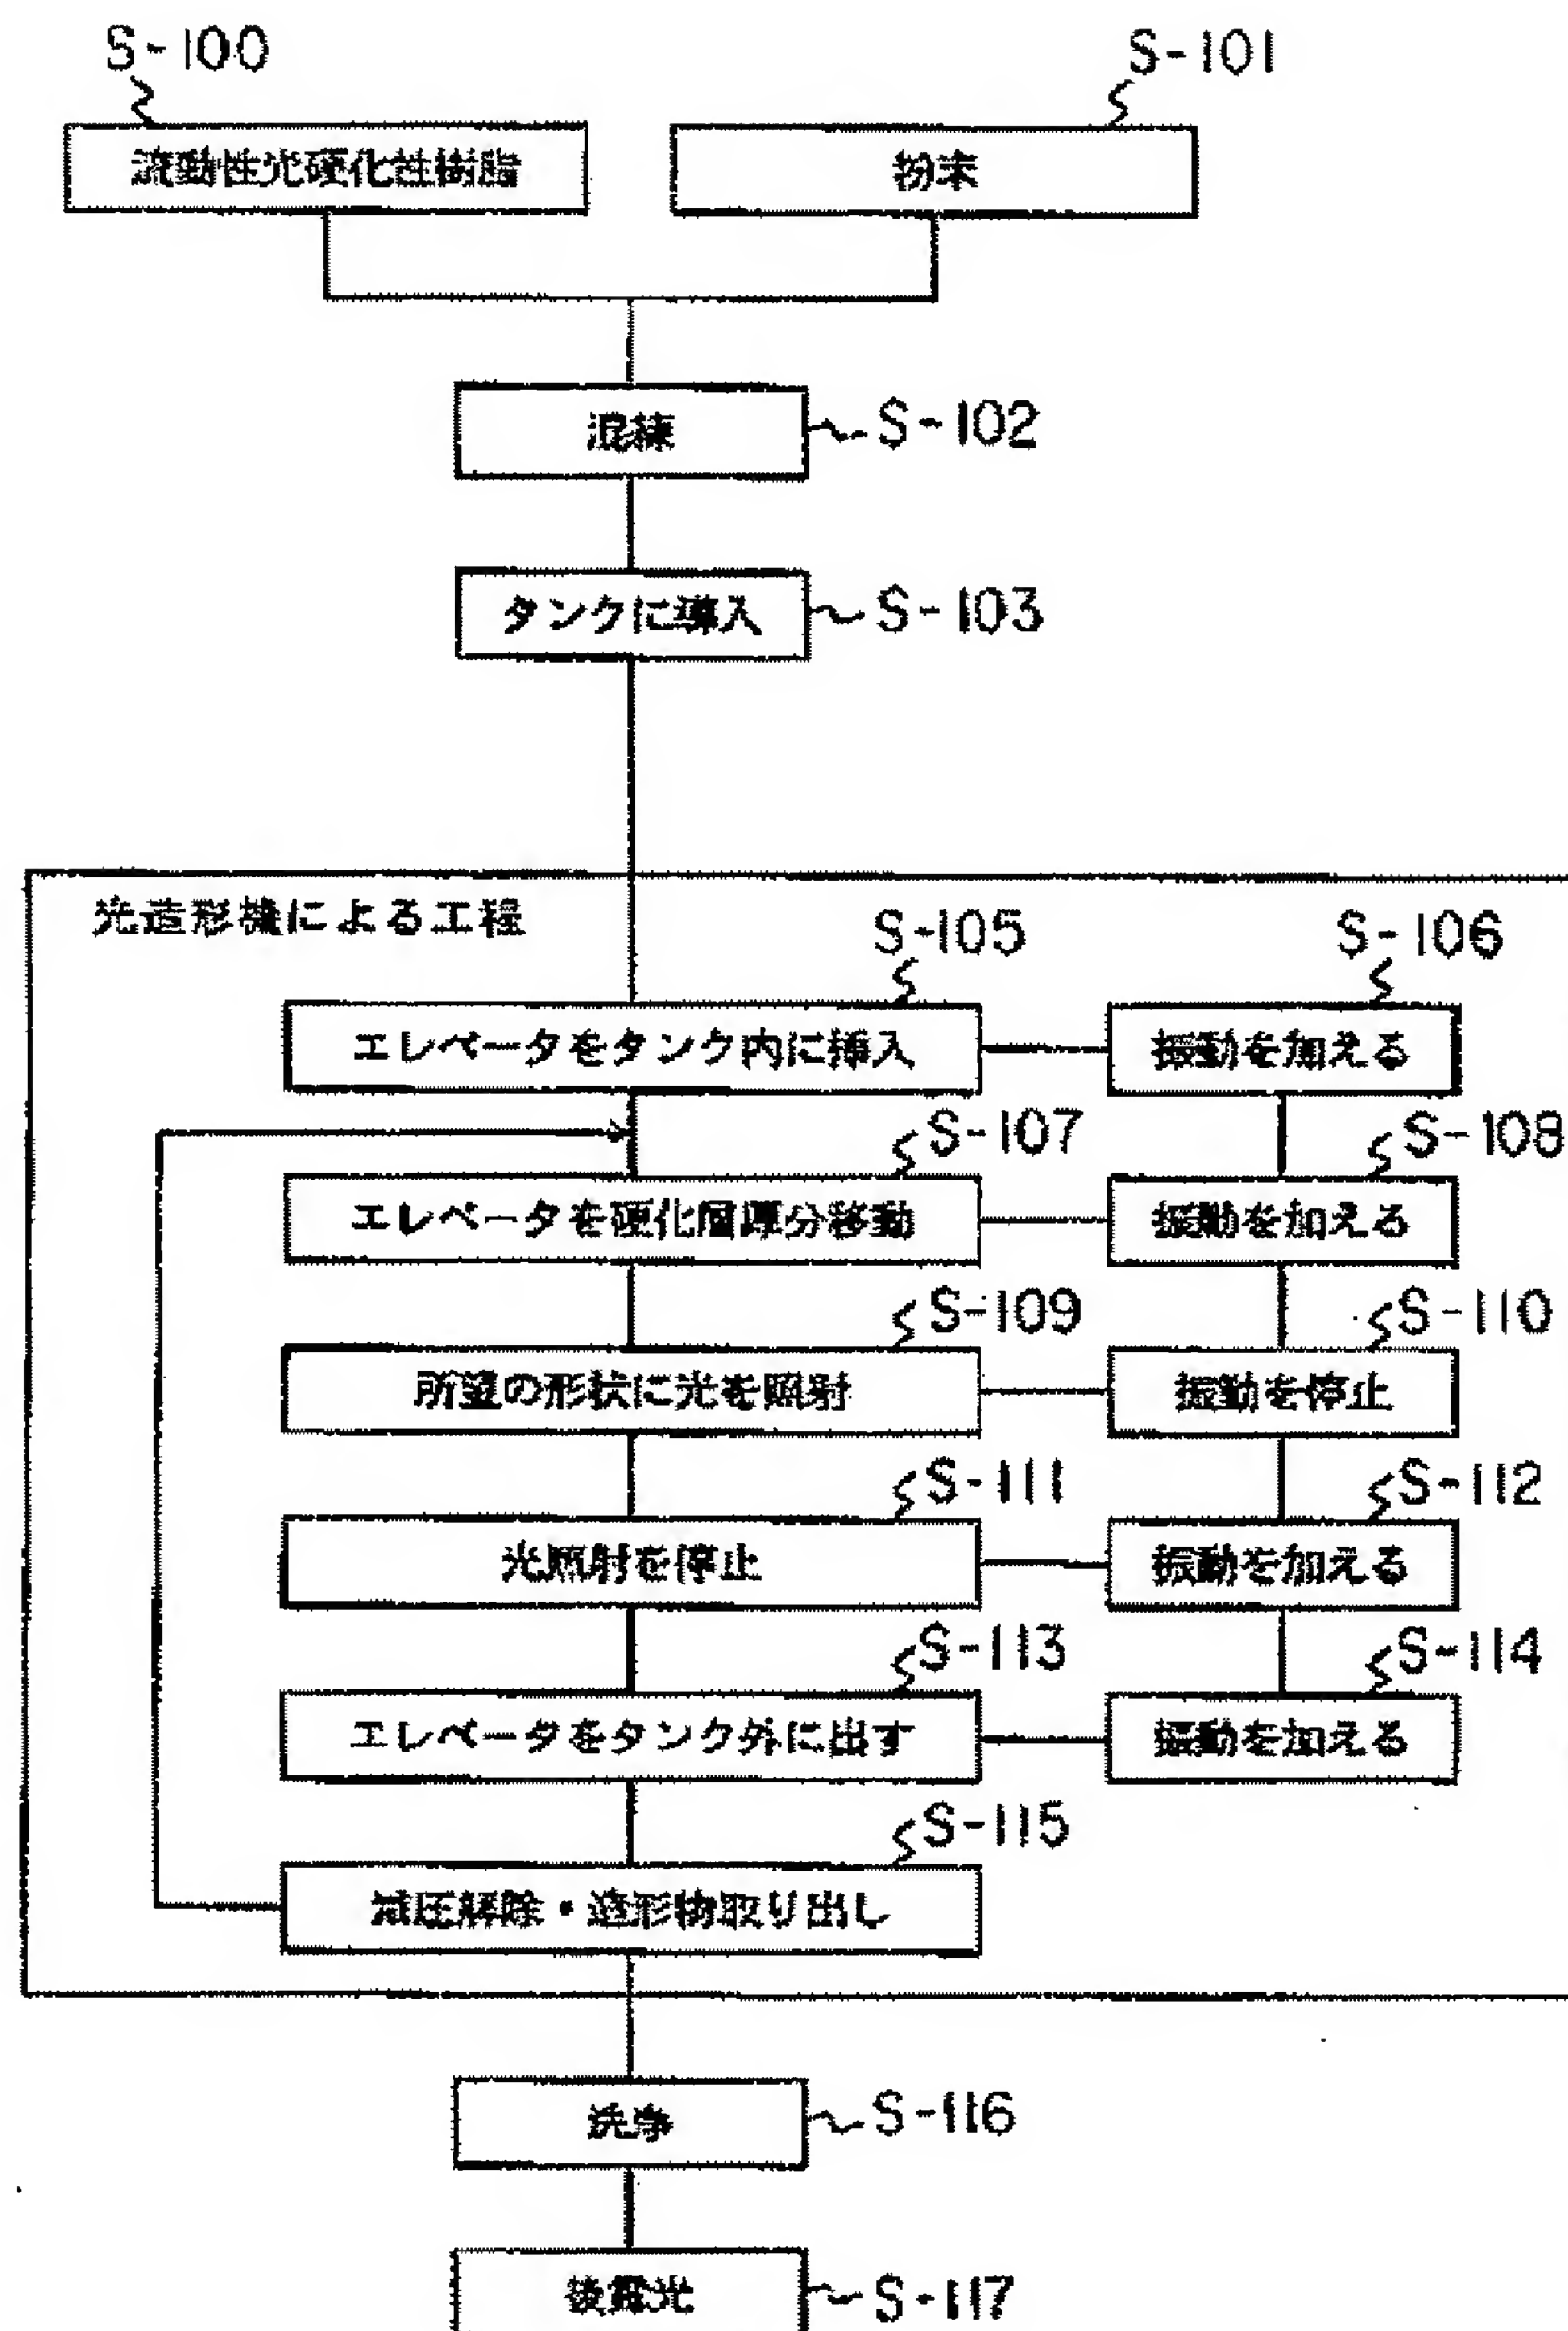 S-100
S-101
流動性光硬化性樹脂
粉末
混練
S-102
タンクに導入
S-103
光造形機による工程
S-105
S-106
エレベータをタンク内に挿入
振動を加える
S-107
S-108
エレベータを硬化層厚分移動
振動を加える
S-109
S-110
所望の形状に光を照射
振動を停止
S-111
S-112
光照射を停止
振動を加える
S-113
S-114
エレベータをタンク外に出す
振動を加える
S-115
減圧解除・造形物取り出し
洗浄
S-116
後露光
S-117